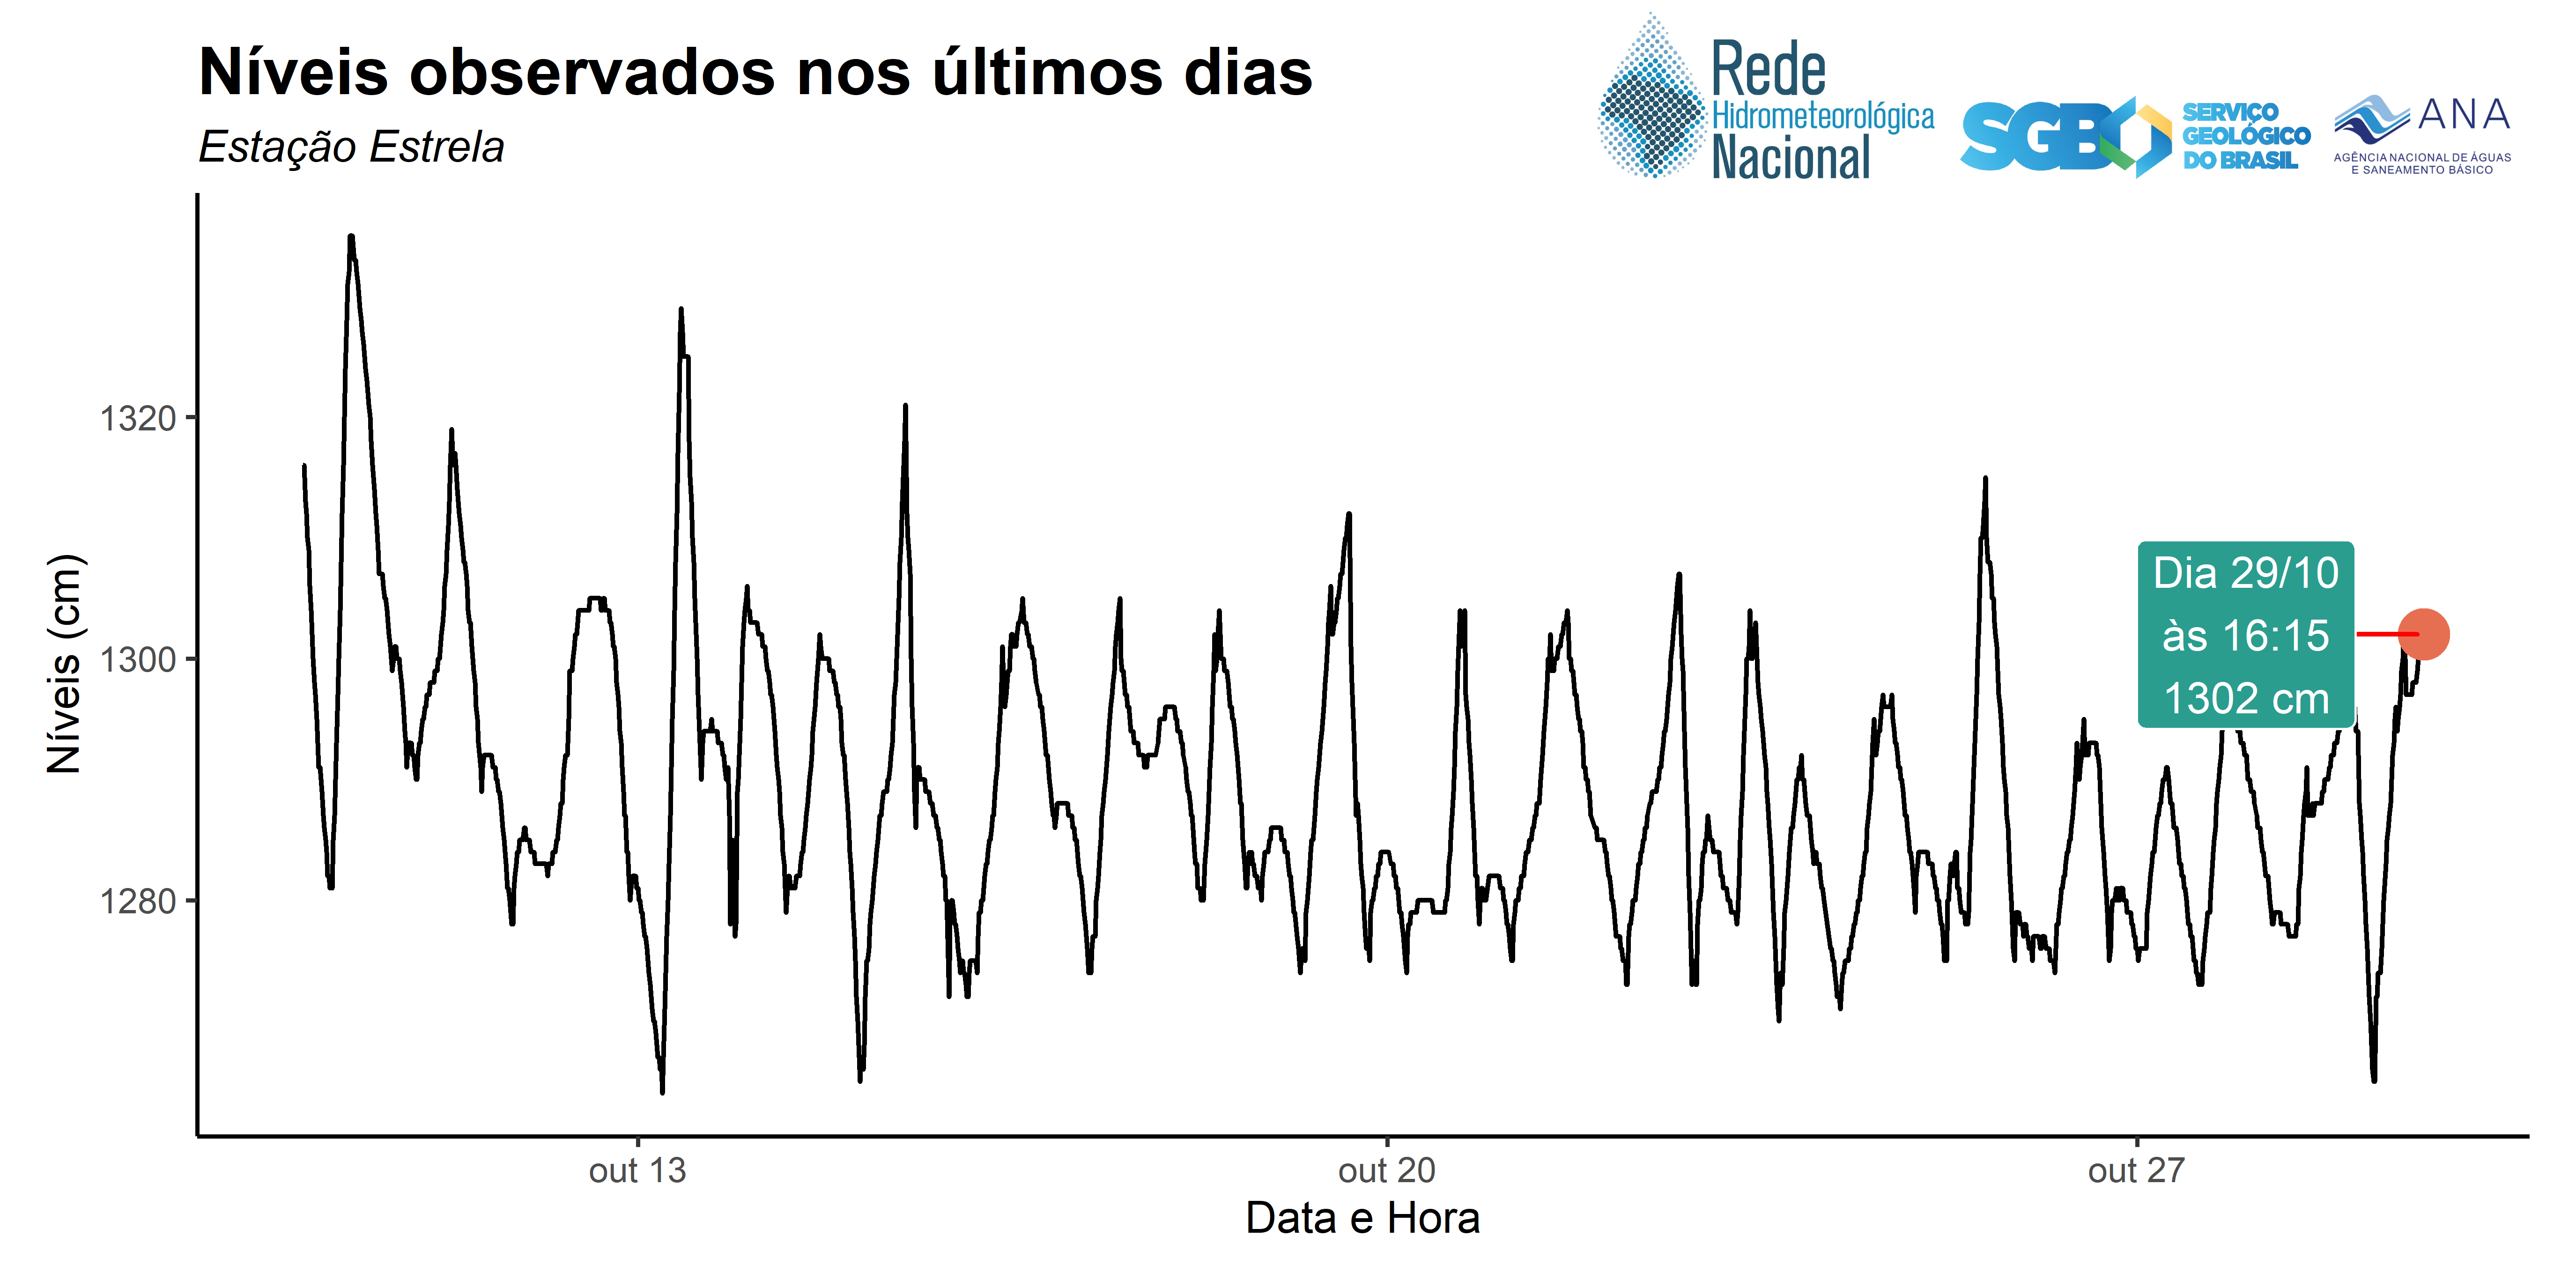 Níveis observados nos últimos dias
Estação Estrela
Rede
Hidrometeorológica
Nacional
SGB
SERVIÇO
GEOLÓGICO
DO BRASIL
ANA
AGÊNCIA NACIONAL DE ÁGUAS
E SANEAMENTO BÁSICO
Níveis (cm)
1320
1300
1280
Dia 29/10
às 16:15
1302 cm
out 13
out 20
out 27
Data e Hora